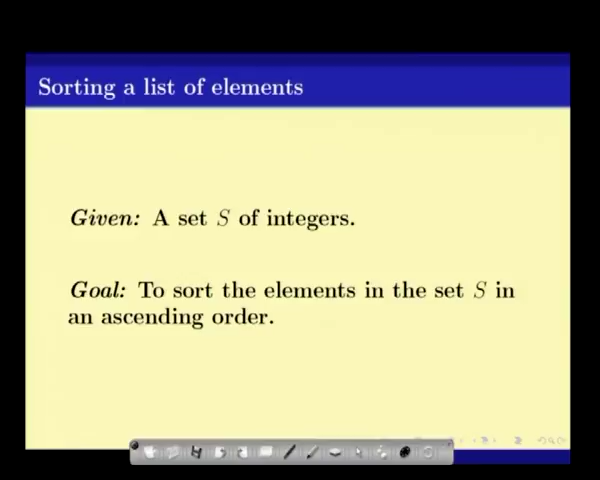 Sorting a list of elements
Given: A set S of integers.
Goal: To sort the elements in the set S in
an ascending order.